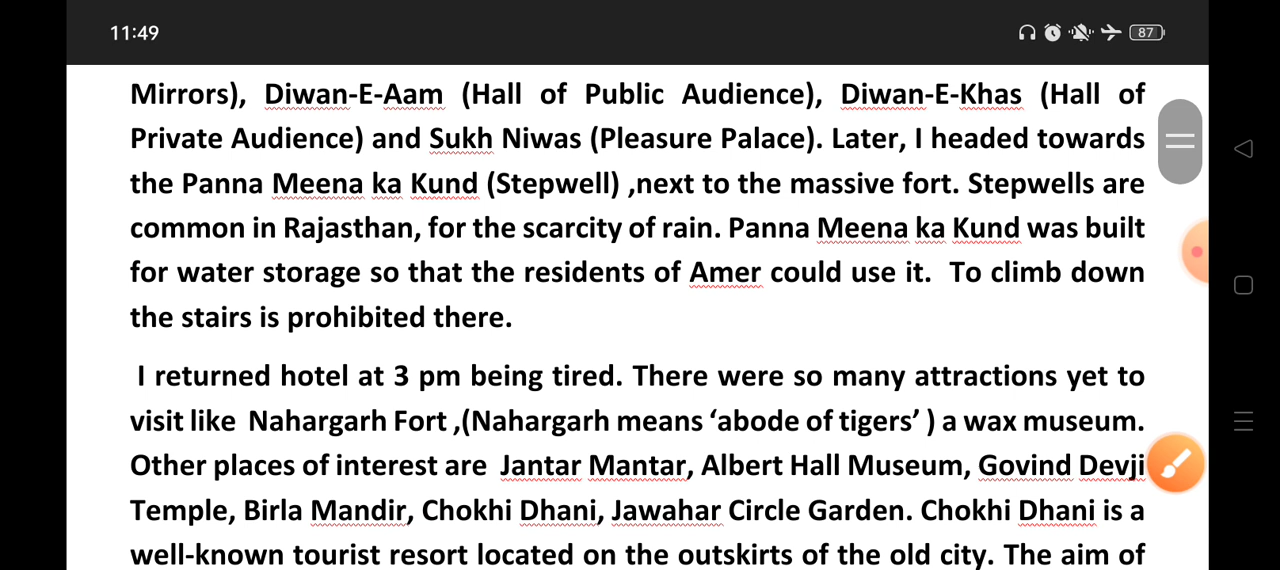 11:49
87
Mirrors), Diwan-E-Aam (Hall of Public Audience), Diwan-E-Khas (Hall of
Private Audience) and Sukh Niwas (Pleasure Palace). Later, I headed towards
the Panna Meena ka Kund (Stepwell) ,next to the massive fort. Stepwells are
common in Rajasthan, for the scarcity of rain. Panna Meena ka Kund was built
for water storage so that the residents of Amer could use it.  To climb down
the stairs is prohibited there.
I returned hotel at 3 pm being tired. There were so many attractions yet to
visit like  Nahargarh Fort ,(Nahargarh means ‘abode of tigers’ ) a wax museum.
Other places of interest are  Jantar Mantar, Albert Hall Museum, Govind Devji
Temple, Birla Mandir, Chokhi Dhani, Jawahar Circle Garden. Chokhi Dhani is a
well-known tourist resort located on the outskirts of the old city. The aim of